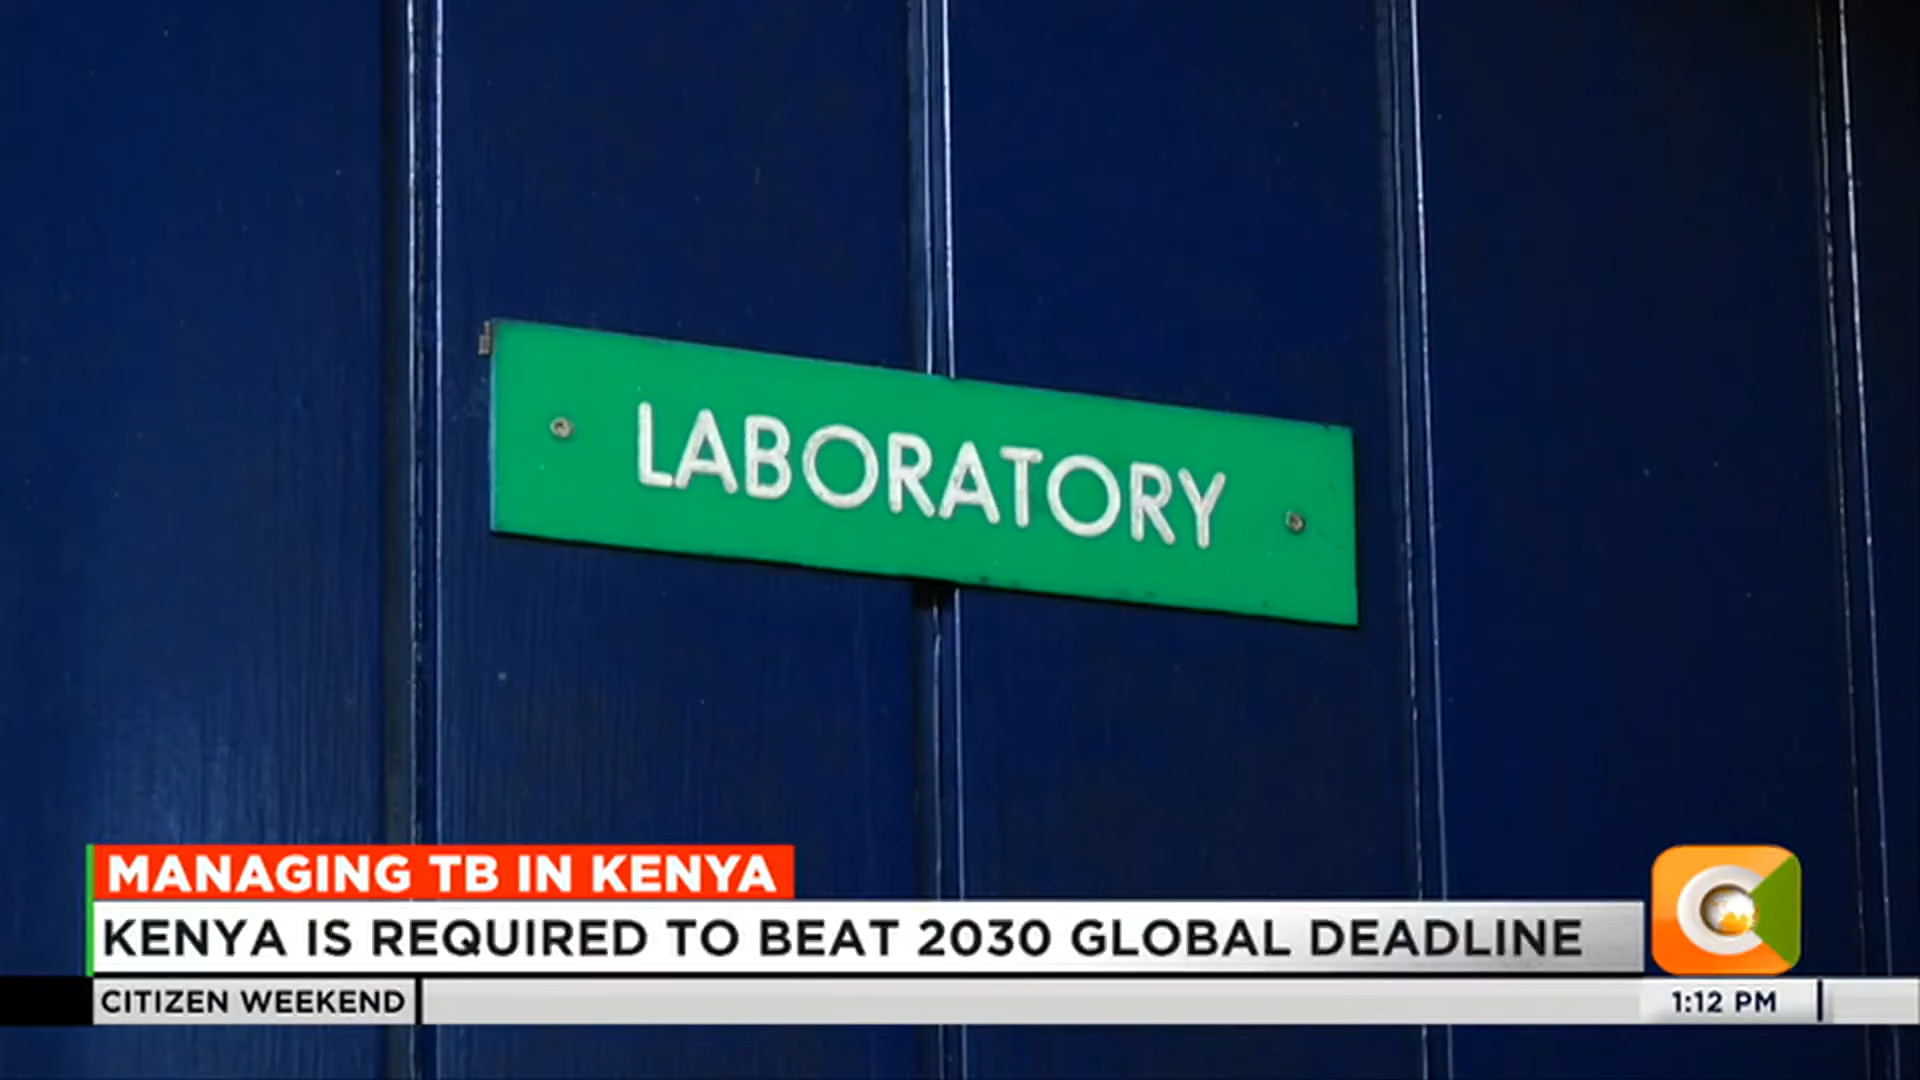 LABORATORY
MANAGING TB IN KENYA
KENYA IS REQUIRED TO BEAT 2030 GLOBAL DEADLINE
CITIZEN WEEKEND
1:12 PM